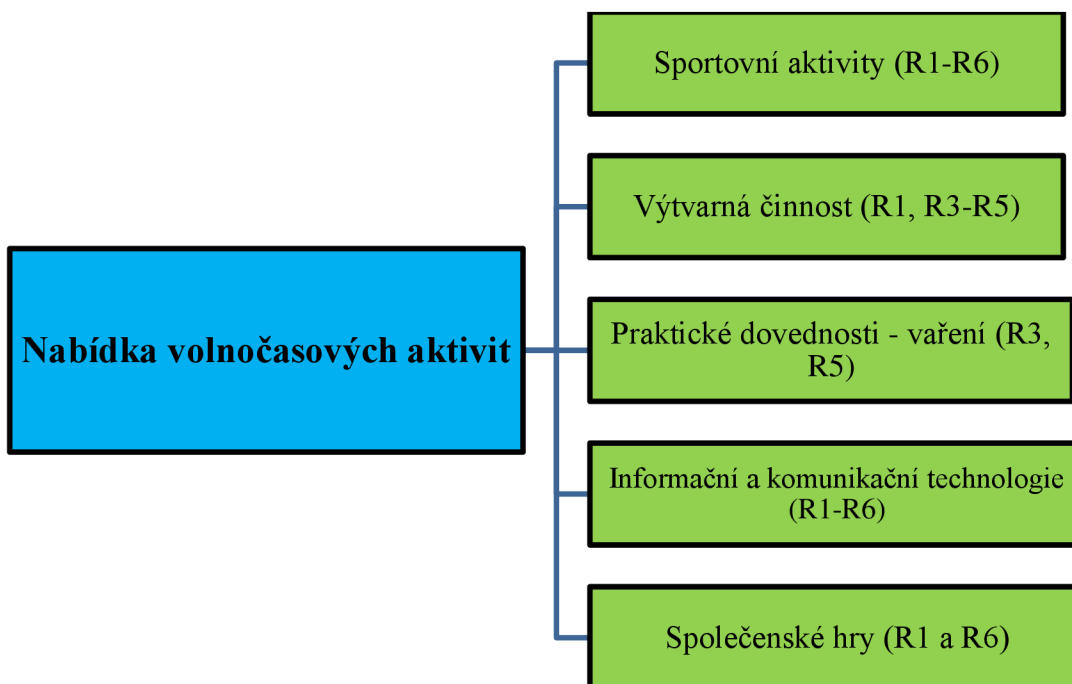 Nabídka volnočasových aktivit
Sportovní aktivity (R1-R6)
Výtvarná činnost (R1, R3-R5)
Praktické dovednosti - vaření (R3,
R5)
Informační a komunikační technologie
(R1-R6)
Společenské hry (R1 a R6)